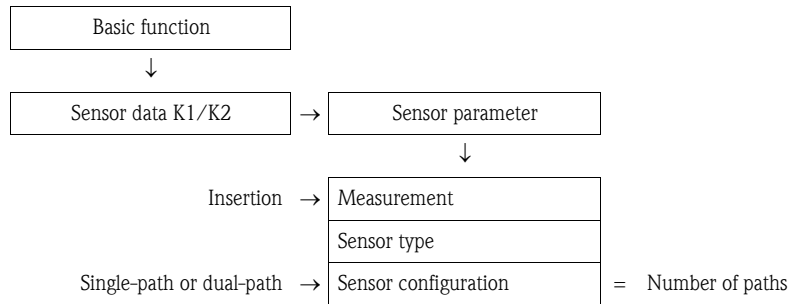 Basic function
↓
Sensor data K1/K2 → Sensor parameter
↓
Insertion → Measurement
Sensor type
Single-path or dual-path → Sensor configuration = Number of paths